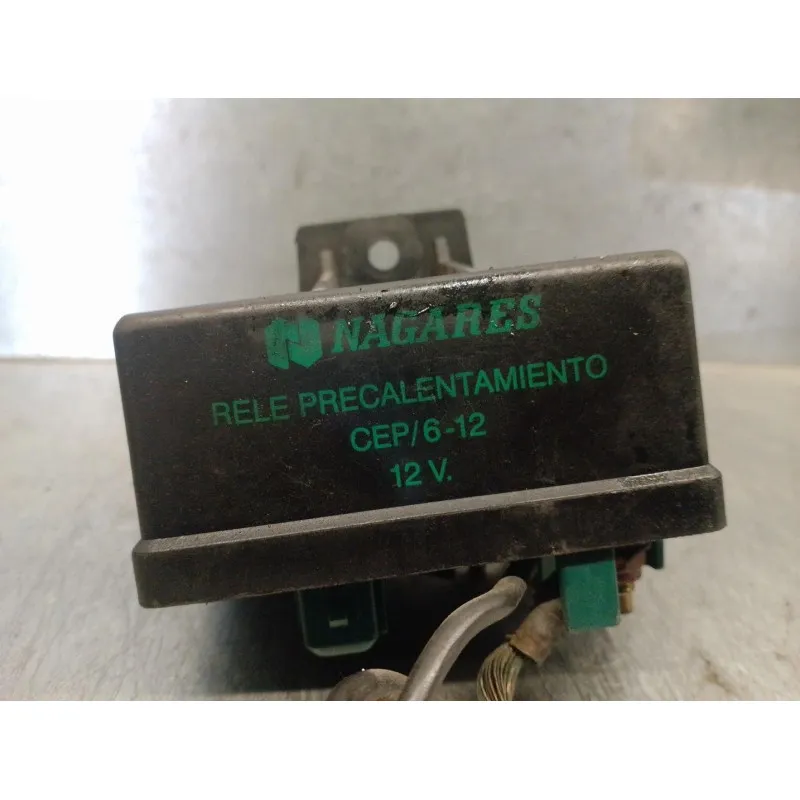 NAGARES
RELE PRECALENTAMIENTO
CEP/6-12
12 V.